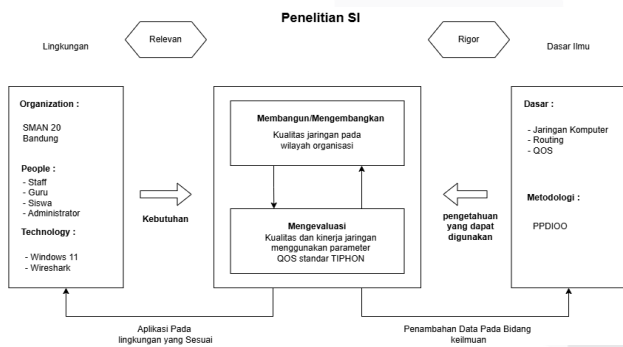 Penelitian SI
Lingkungan
Relevan
Rigor
Dasar Ilmu
Organization :
SMAN 20
Bandung
People :
- Staff
- Guru
- Siswa
- Administrator
Technology :
- Windows 11
- Wireshark
Kebutuhan
Membangun/Mengembangkan
Kualitas jaringan pada
wilayah organisasi
Mengevaluasi
Kualitas dan kinerja jaringan
menggunakan parameter
QOS standar TIPHON
pengetahuan
yang dapat
digunakan
Dasar :
- Jaringan Komputer
- Routing
- QOS
Metodologi :
PPDIOO
Aplikasi Pada
lingkungan yang Sesuai
Penambahan Data Pada Bidang
keilmuan